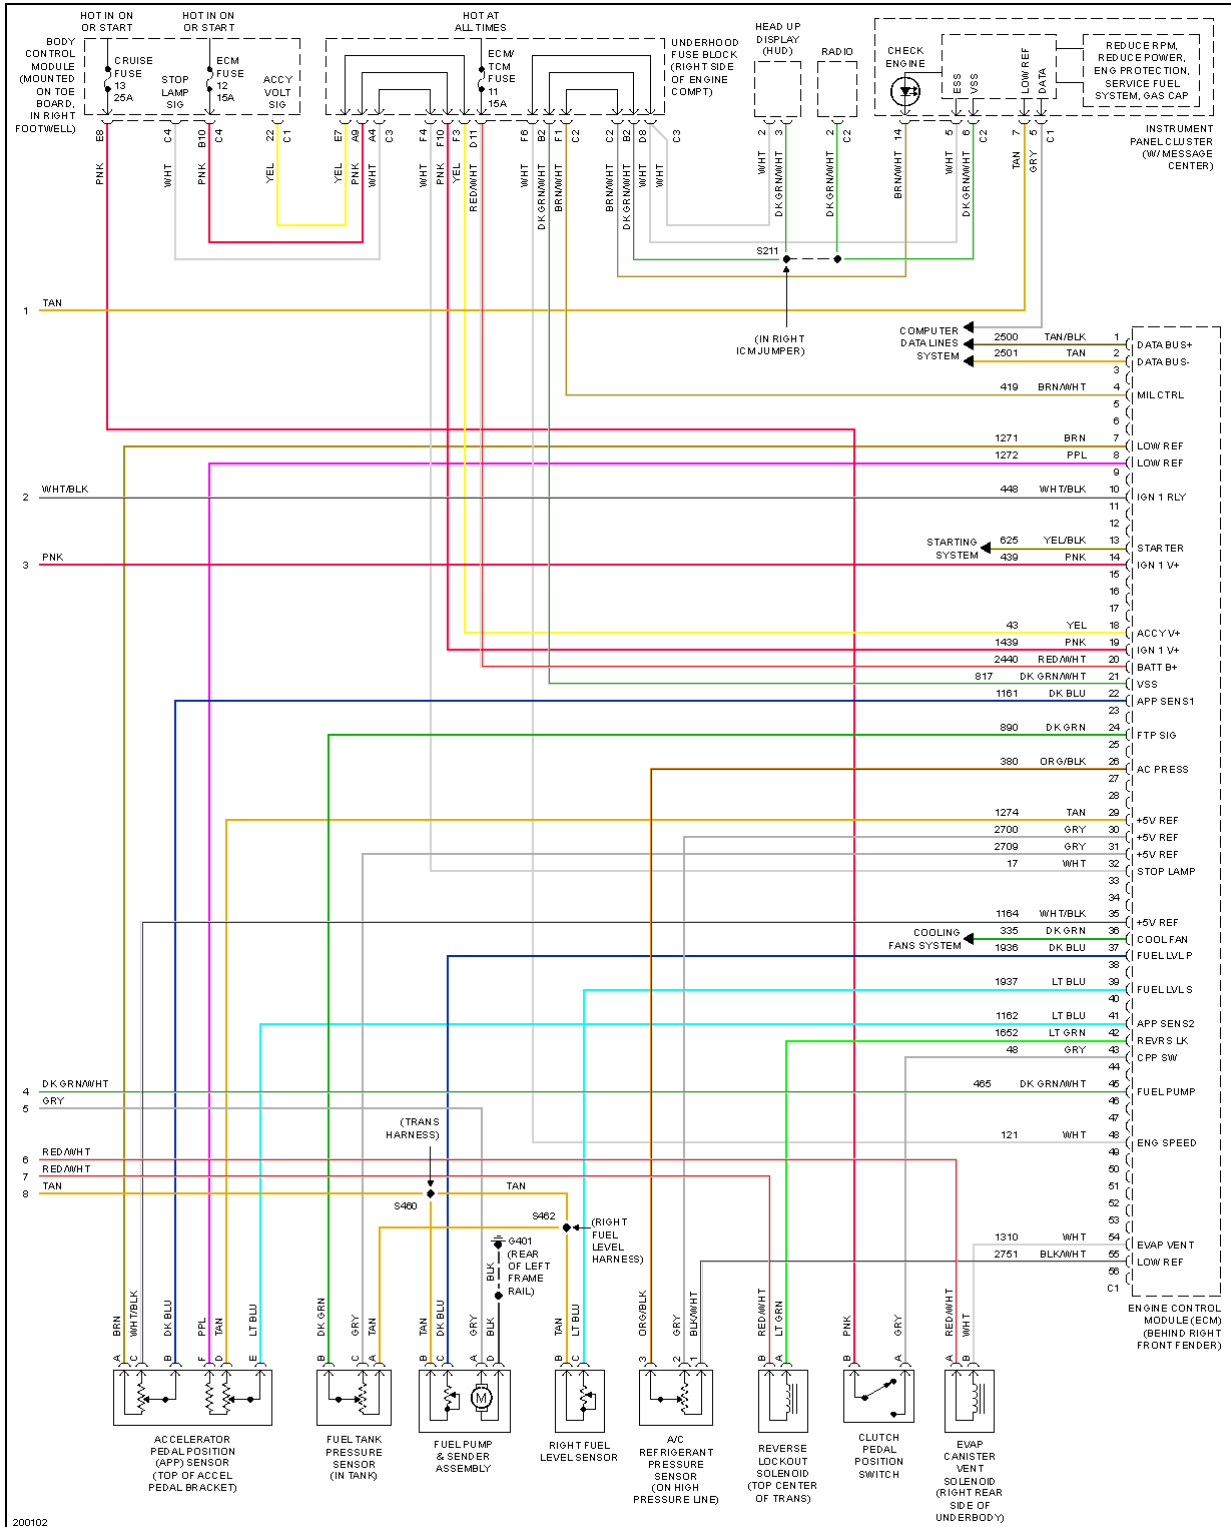 HOT IN ON
OR START
HOT IN ON
OR START
HOT AT
ALL TIMES
BODY
CONTROL
MODULE
(MOUNTED
ON TOE
BOARD,
IN RIGHT
FOOTWELL)
CRUISE
FUSE
13
25A
STOP
LAMP
SIG
ECM
FUSE
12
15A
ACCY
VOLT
SIG
ECM/
TCM
FUSE
11
15A
UNDERHOOD
FUSE BLOCK
(RIGHT SIDE
OF ENGINE
COMPT)
HEAD UP
DISPLAY
(HUD)
RADIO
CHECK
ENGINE
ESS
VSS
LOW REF
DATA
REDUCE RPM,
REDUCE POWER,
ENG PROTECTION,
SERVICE FUEL
SYSTEM, GAS CAP
INSTRUMENT
PANEL CLUSTER
(W/ MESSAGE
CENTER)
E8
C4
B10
C4
22
C1
E7
A9
A4
C3
F4
F10
F3
D11
F6
B2
F1
C2
C2
B2
D8
C3
2
3
2
C2
14
5
6
C2
7
5
C1
PNK
WHT
PNK
YEL
YEL
PNK
WHT
WHT
PNK
YEL
RED/WHT
WHT
DK GRN/WHT
BRN/WHT
BRN/WHT
DK GRN/WHT
WHT
WHT
WHT
DK GRN/WHT
DK GRN/WHT
BRN/WHT
WHT
DK GRN/WHT
TAN
GRY
S211
(IN RIGHT
ICM JUMPER)
1 TAN
2 WHT/BLK
3 PNK
4 DK GRN/WHT
5 GRY
6 RED/WHT
7 RED/WHT
8 TAN
COMPUTER
DATA LINES
SYSTEM
2500 TAN/BLK 1 DATA BUS+
2501 TAN 2 DATA BUS-
3
419 BRN/WHT 4 MIL CTRL
5
6
1271 BRN 7 LOW REF
1272 PPL 8 LOW REF
9
448 WHT/BLK 10 IGN 1 RLY
11
12
STARTING
SYSTEM
625 YEL/BLK 13 STARTER
439 PNK 14 IGN 1 V+
15
16
17
43 YEL 18 ACCY V+
1439 PNK 19 IGN 1 V+
2440 RED/WHT 20 BATT B+
817 DK GRN/WHT 21 VSS
1161 DK BLU 22 APP SENS1
23
890 DK GRN 24 FTP SIG
25
380 ORG/BLK 26 AC PRESS
27
28
1274 TAN 29 +5V REF
2700 GRY 30 +5V REF
2709 GRY 31 +5V REF
17 WHT 32 STOP LAMP
33
34
1164 WHT/BLK 35 +5V REF
COOLING
FANS SYSTEM
335 DK GRN 36 COOL FAN
1936 DK BLU 37 FUEL LVL P
38
1937 LT BLU 39 FUEL LVL S
40
1162 LT BLU 41 APP SENS2
1652 LT GRN 42 REVRS LK
48 GRY 43 CPP SW
44
465 DK GRN/WHT 45 FUEL PUMP
46
47
121 WHT 48 ENG SPEED
49
50
51
52
53
1310 WHT 54 EVAP VENT
2751 BLK/WHT 55 LOW REF
56
C1
ENGINE CONTROL
MODULE (ECM)
(BEHIND RIGHT
FRONT FENDER)
(TRANS
HARNESS)
S460
TAN
S462
(RIGHT
FUEL
LEVEL
HARNESS)
G401
(REAR
OF LEFT
FRAME
RAIL)
BLK
BRN
WHT/BLK
DK BLU
PPL
TAN
LT BLU
DK GRN
GRY
TAN
TAN
DK BLU
GRY
BLK
TAN
LT BLU
ORG/BLK
GRY
BLK/WHT
RED/WHT
LT GRN
PNK
GRY
RED/WHT
WHT
A
C
B
F
D
E
B
C
A
B
C
A
D
B
C
3
2
1
B
A
B
A
A
B
M
ACCELERATOR
PEDAL POSITION
(APP) SENSOR
(TOP OF ACCEL
PEDAL BRACKET)
FUEL TANK
PRESSURE
SENSOR
(IN TANK)
FUEL PUMP
& SENDER
ASSEMBLY
RIGHT FUEL
LEVEL SENSOR
A/C
REFRIGERANT
PRESSURE
SENSOR
(ON HIGH
PRESSURE LINE)
REVERSE
LOCKOUT
SOLENOID
(TOP CENTER
OF TRANS)
CLUTCH
PEDAL
POSITION
SWITCH
EVAP
CANISTER
VENT
SOLENOID
(RIGHT REAR
SIDE OF
UNDERBODY)
200102